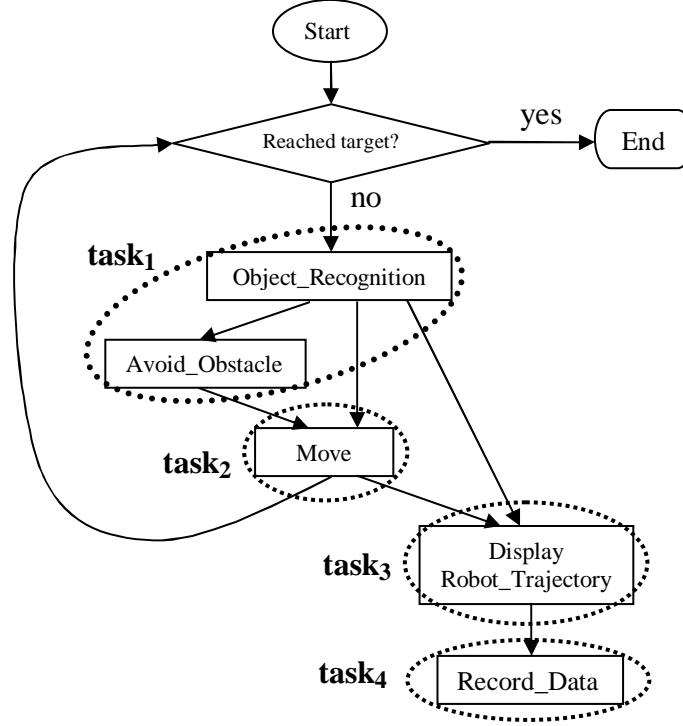 Start
Reached target?
yes
End
no
task1
Object_Recognition
Avoid_Obstacle
task2
Move
task3
Display
Robot_Trajectory
task4
Record_Data